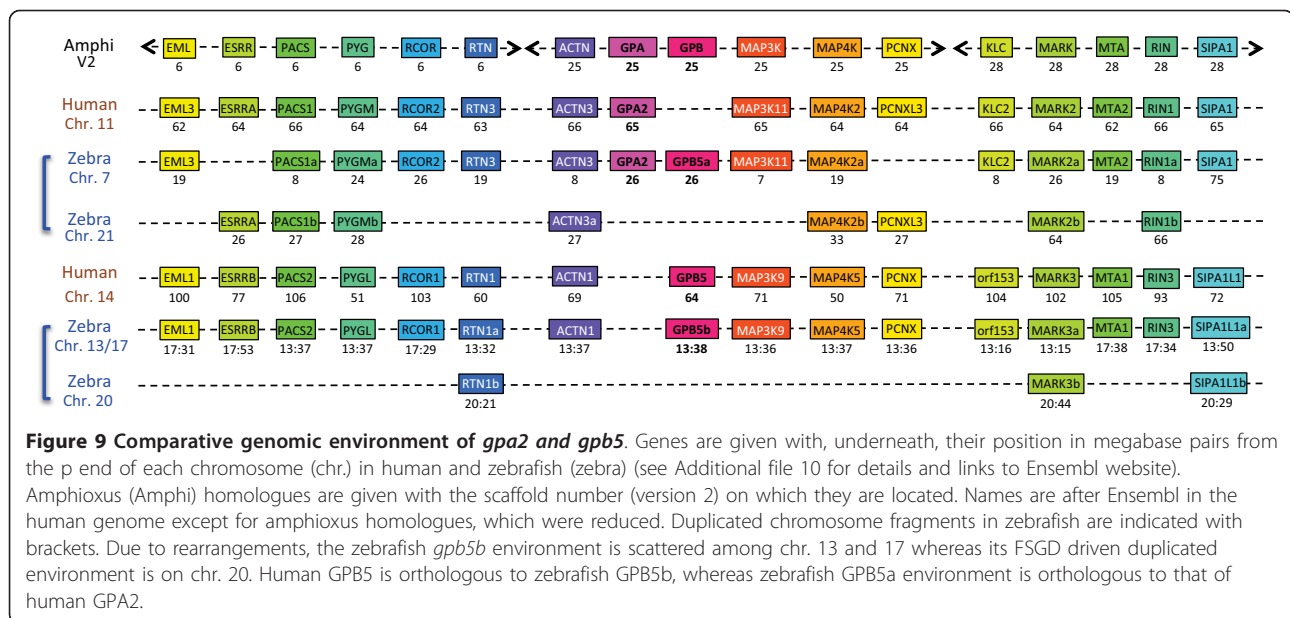 Amphi EML ESRR PACS PYG RCOR RTN ACTN GPA GPB MAP3K MAP4K PCNX KLC MARK MTA RIN SIPA1
V2 6 6 6 6 6 6 25 25 25 25 25 25 28 28 28 28 28
Human EML3 ESRRA PACS1 PYGM RCOR2 RTN3 ACTN3 GPA2 MAP3K11 MAP4K2 PCNXL3 KLC2 MARK2 MTA2 RIN1 SIPA1
Chr. 11 62 64 66 64 64 63 66 65 65 64 64 66 64 62 66 65
Zebra EML3 PACS1a PYGMa RCOR2 RTN3 ACTN3 GPA2 GPB5a MAP3K11 MAP4K2a KLC2 MARK2a MTA2 RIN1a SIPA1
Chr. 7 19 8 24 26 19 8 26 26 7 19 8 26 19 8 75
Zebra ESRRA PACS1b PYGMb ACTN3a MAP4K2b PCNXL3 MARK2b RIN1b
Chr. 21 26 27 28 27 33 27 64 66
Human EML1 ESRRB PACS2 PYGL RCOR1 RTN1 ACTN1 GPB5 MAP3K9 MAP4K5 PCNX orf153 MARK3 MTA1 RIN3 SIPA1L1
Chr. 14 100 77 106 51 103 60 69 64 71 50 71 104 102 105 93 72
Zebra EML1 ESRRB PACS2 PYGL RCOR1 RTN1a ACTN1 GPB5b MAP3K9 MAP4K5 PCNX orf153 MARK3a MTA1 RIN3 SIPA1L1a
Chr. 13/17 17:31 17:53 13:37 13:37 17:29 13:32 13:37 13:38 13:36 13:37 13:36 13:16 13:15 17:38 17:34 13:50
Zebra RTN1b MARK3b SIPA1L1b
Chr. 20 20:21 20:44 20:29
Figure 9 Comparative genomic environment of gpa2 and gpb5. Genes are given with, underneath, their position in megabase pairs from
the p end of each chromosome (chr.) in human and zebrafish (zebra) (see Additional file 10 for details and links to Ensembl website).
Amphioxus (Amphi) homologues are given with the scaffold number (version 2) on which they are located. Names are after Ensembl in the
human genome except for amphioxus homologues, which were reduced. Duplicated chromosome fragments in zebrafish are indicated with
brackets. Due to rearrangements, the zebrafish gpb5b environment is scattered among chr. 13 and 17 whereas its FSGD driven duplicated
environment is on chr. 20. Human GPB5 is orthologous to zebrafish GPB5b, whereas zebrafish GPB5a environment is orthologous to that of
human GPA2.